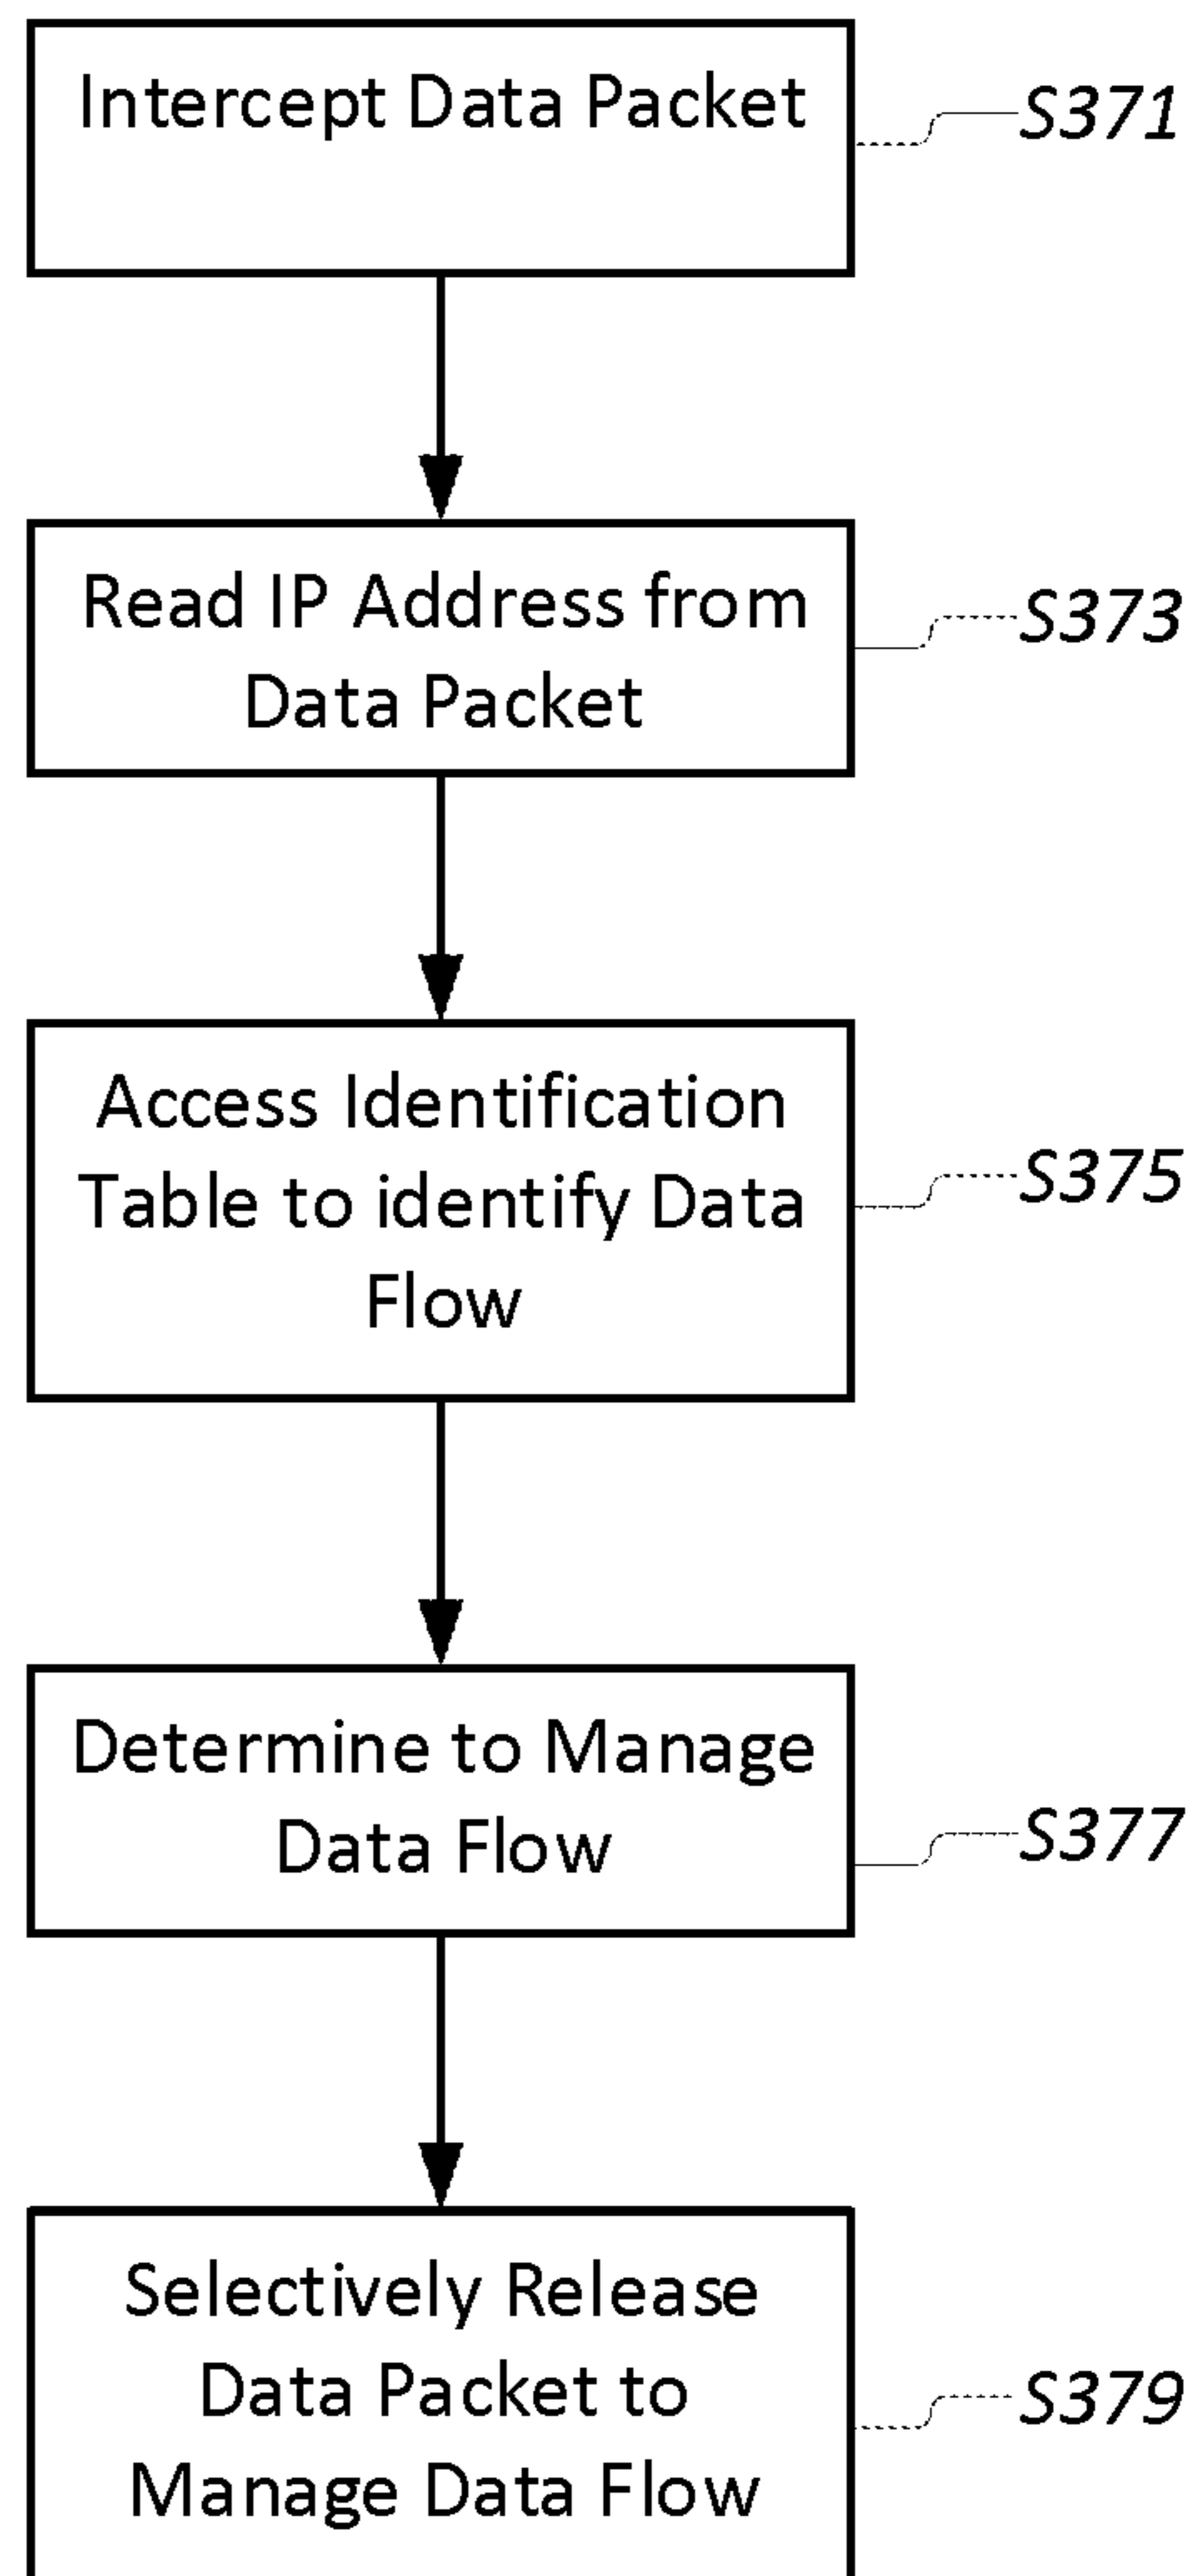 Intercept Data Packet
S371
Read IP Address from
Data Packet
S373
Access Identification
Table to identify Data
Flow
S375
Determine to Manage
Data Flow
S377
Selectively Release
Data Packet to
Manage Data Flow
S379